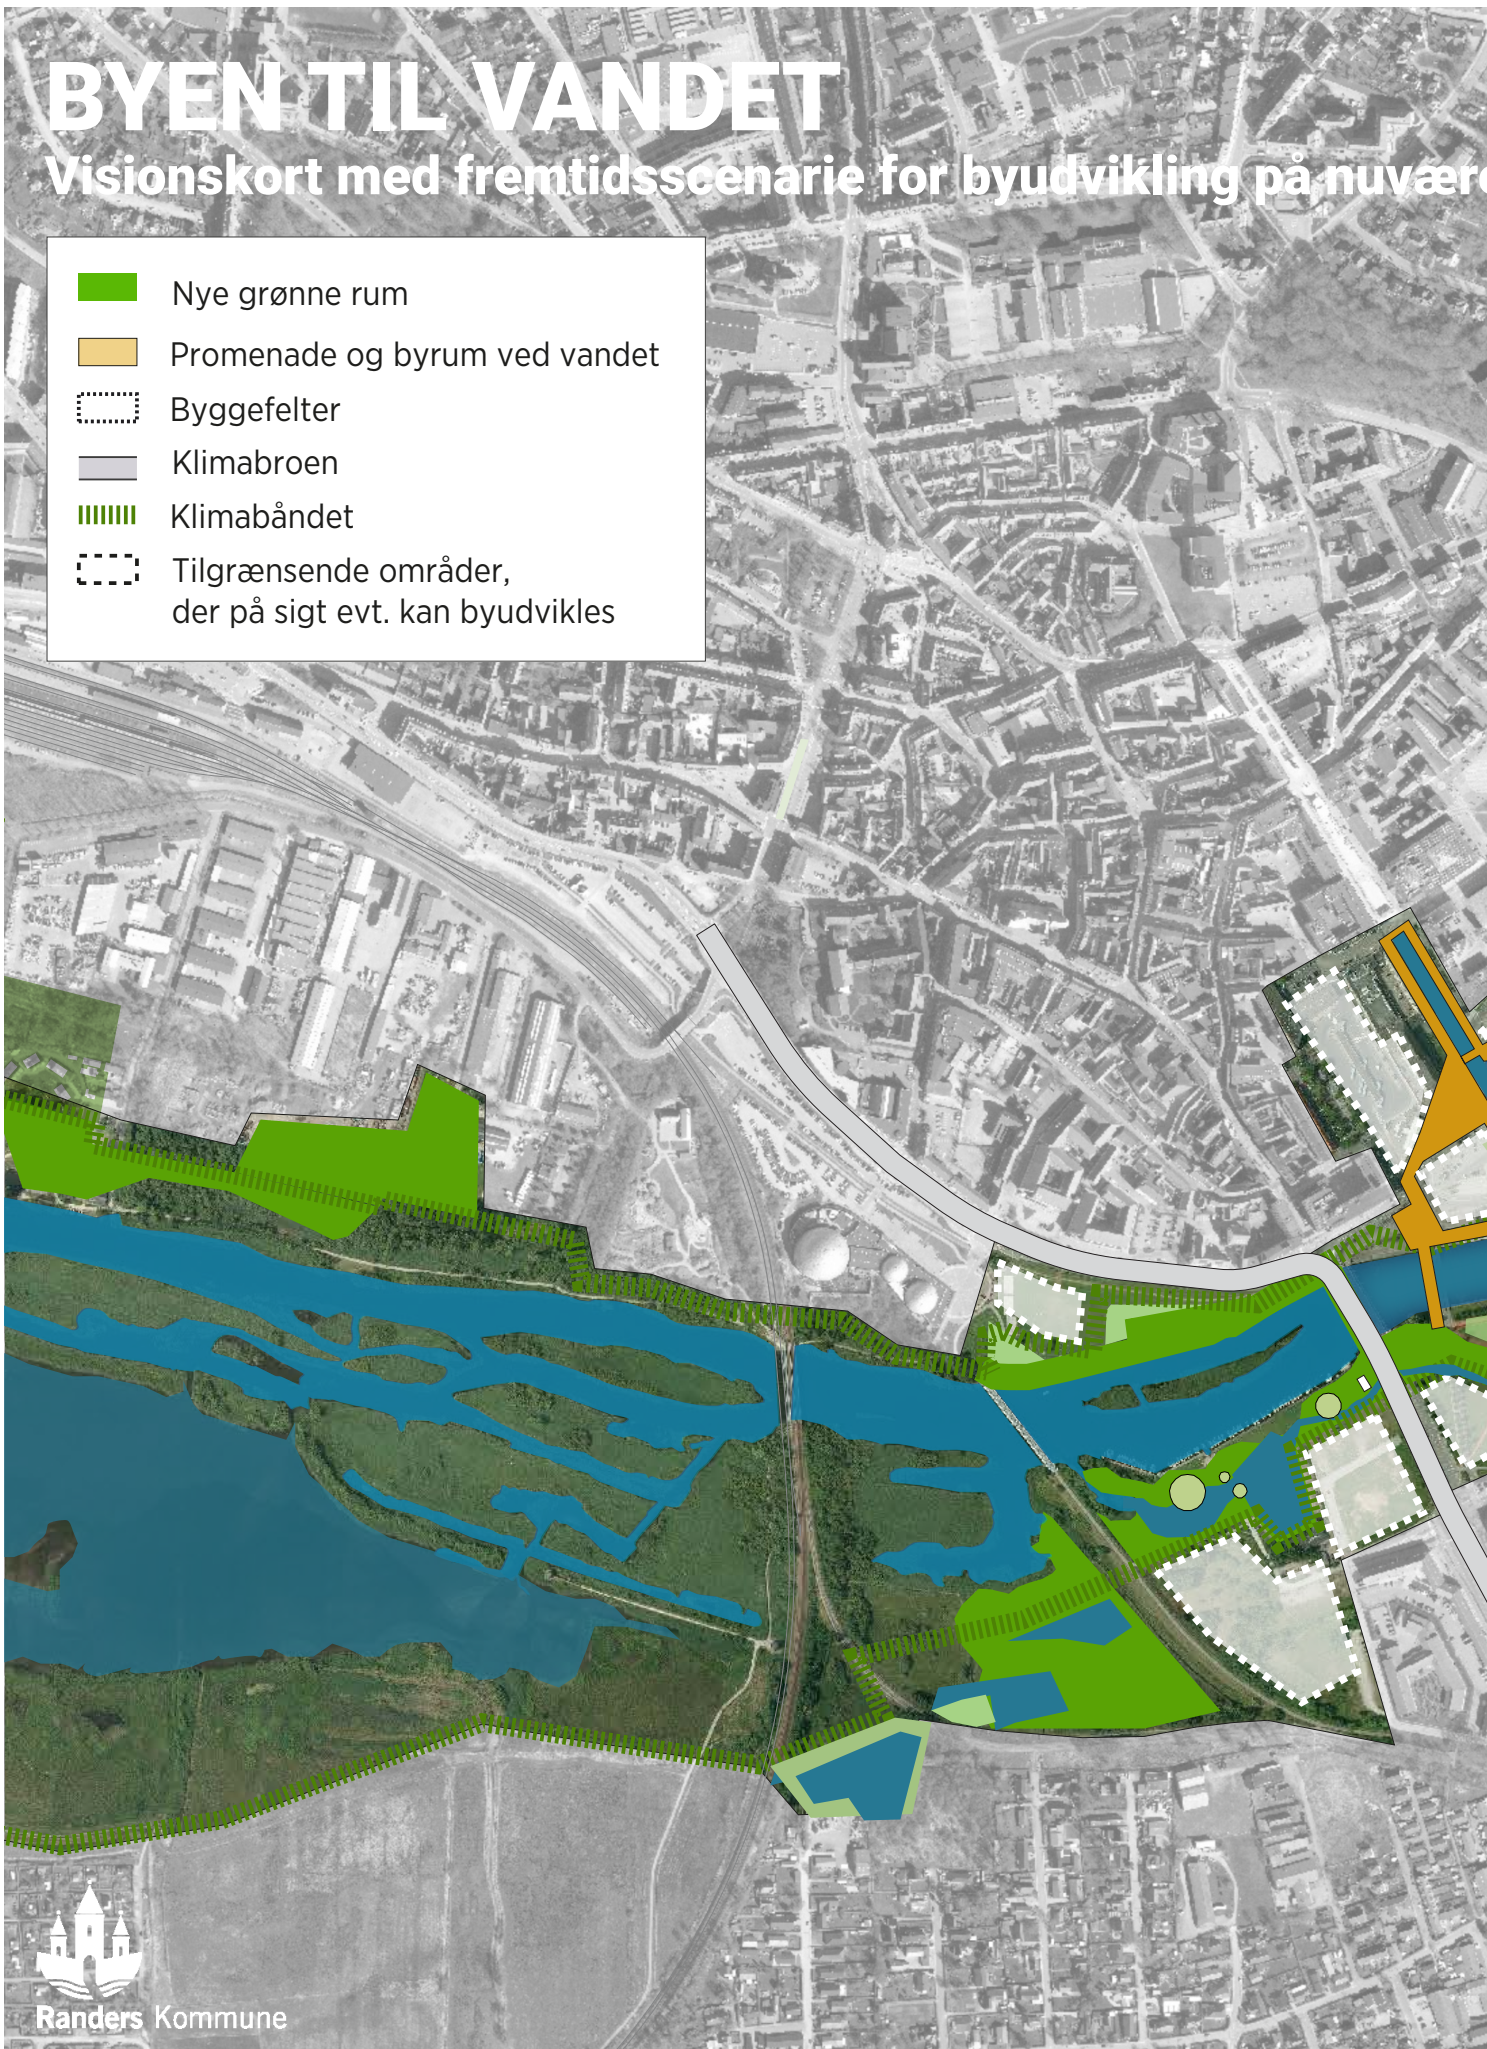 BYEN TIL VANDET
Visionskort med fremtidsscenarie for byudvikling på nuvære
Nye grønne rum
Promenade og byrum ved vandet
Byggefelter
Klimabroen
Klimabåndet
Tilgrænsende områder,
der på sigt evt. kan byudvikles
Randers Kommune